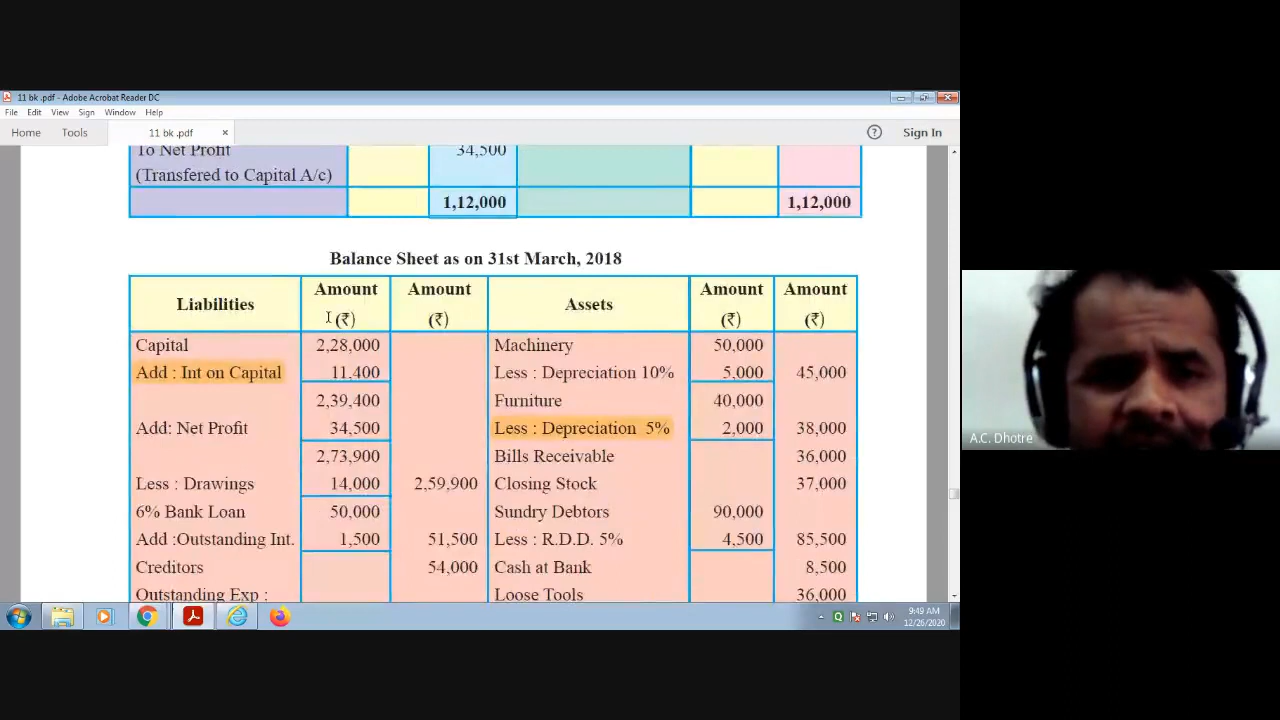 11 bk .pdf - Adobe Acrobat Reader DC
File Edit View Sign Window Help
Home Tools 11 bk .pdf × ? Sign In
To Net Profit 34,500
(Transfered to Capital A/c)
1,12,000 1,12,000
Balance Sheet as on 31st March, 2018
Liabilities Amount (₹) Amount (₹) Assets Amount (₹) Amount (₹)
Capital 2,28,000 Machinery 50,000
Add : Int on Capital 11,400 Less : Depreciation 10% 5,000 45,000
2,39,400 Furniture 40,000
Add: Net Profit 34,500 Less : Depreciation 5% 2,000 38,000
2,73,900 Bills Receivable 36,000
Less : Drawings 14,000 2,59,900 Closing Stock 37,000
6% Bank Loan 50,000 Sundry Debtors 90,000
Add :Outstanding Int. 1,500 51,500 Less : R.D.D. 5% 4,500 85,500
Creditors 54,000 Cash at Bank 8,500
Outstanding Exp : Loose Tools 36,000
9:49 AM
12/26/2020
A.C. Dhotre